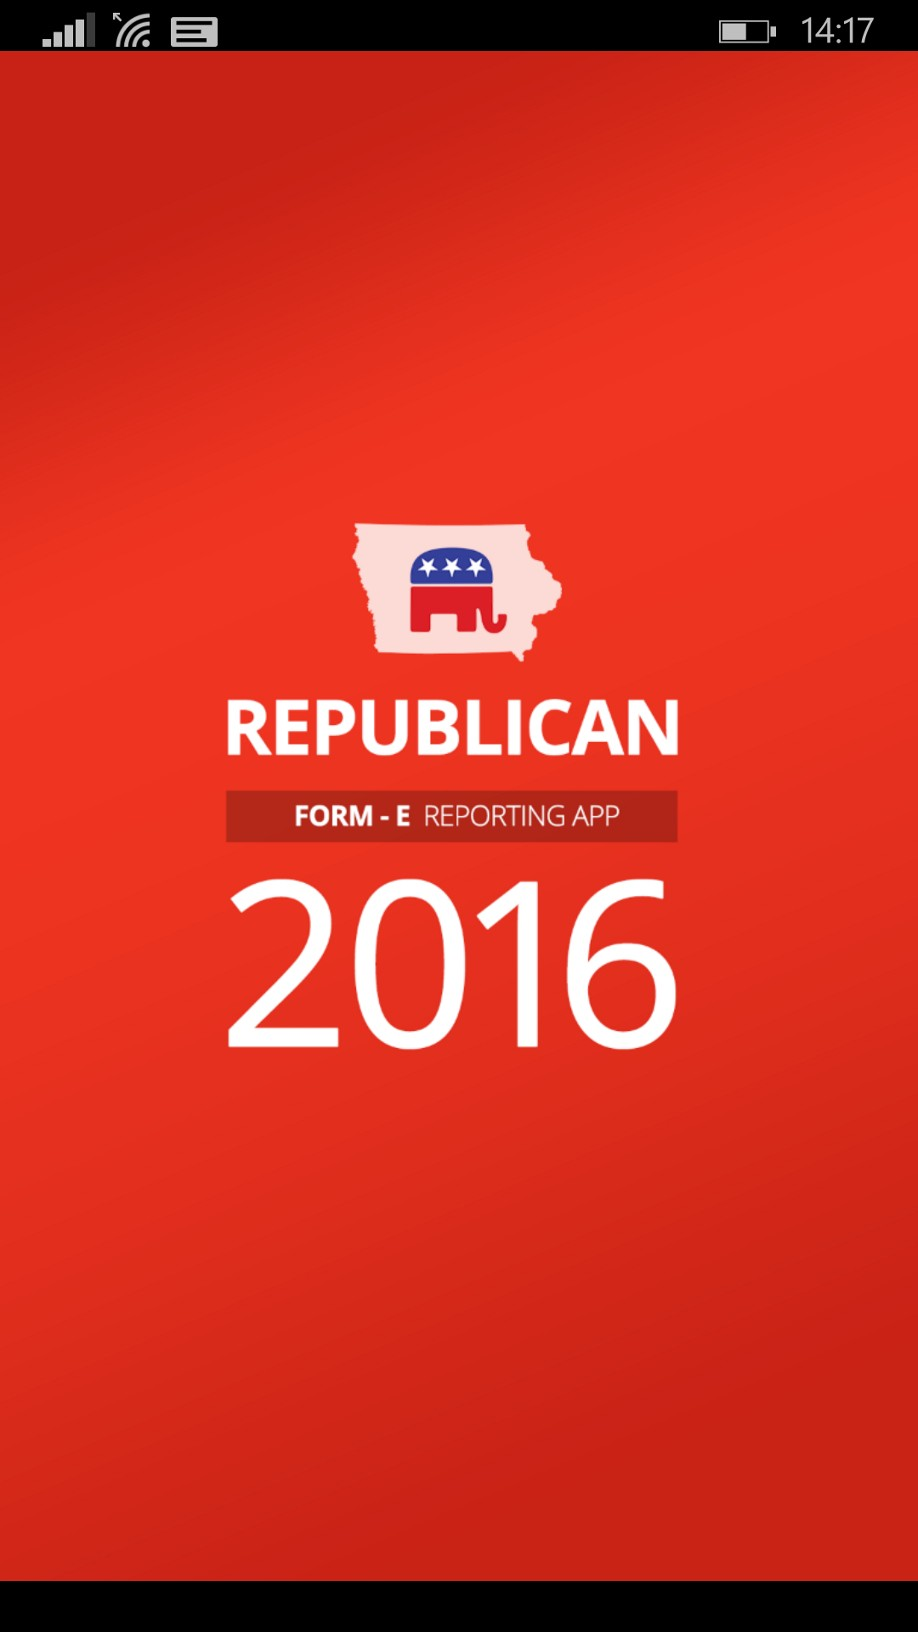 14:17
REPUBLICAN
FORM - E REPORTING APP
2016